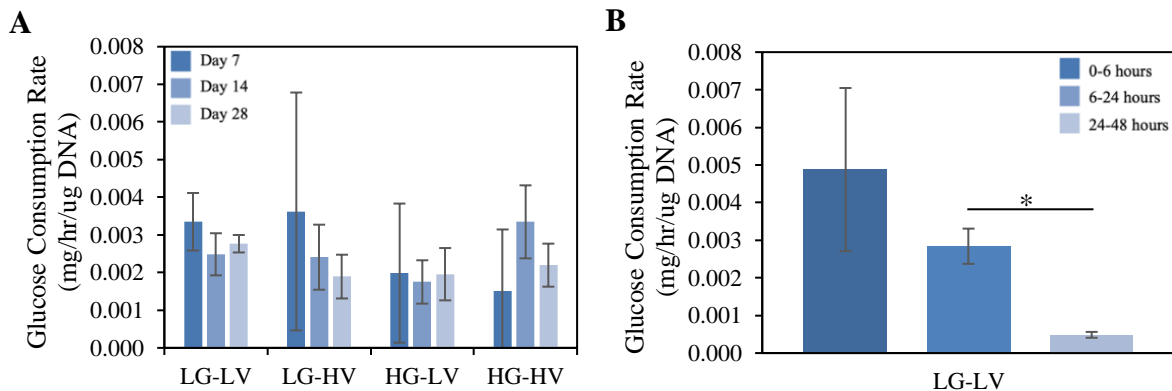 A
Glucose Consumption Rate
(mg/hr/ug DNA)
0.008
0.007
0.006
0.005
0.004
0.003
0.002
0.001
0.000
Day 7
Day 14
Day 28
LG-LV LG-HV HG-LV HG-HV
B
Glucose Consumption Rate
(mg/hr/ug DNA)
0.008
0.007
0.006
0.005
0.004
0.003
0.002
0.001
0.000
0-6 hours
6-24 hours
24-48 hours
*
LG-LV